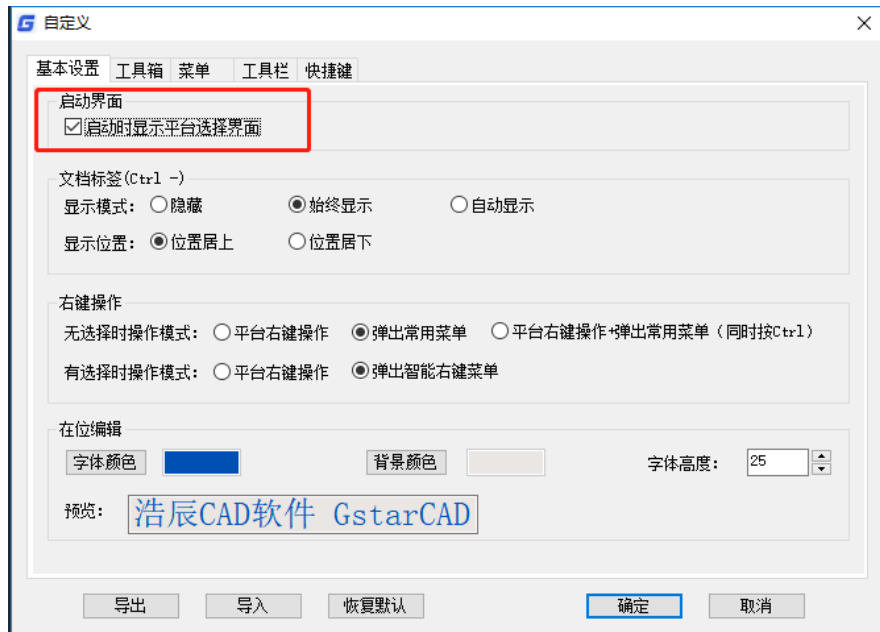 自定义
基本设置 工具箱 菜单 工具栏 快捷键
启动界面
启动时显示平台选择界面
文档标签(Ctrl -)
显示模式: 隐藏 始终显示 自动显示
显示位置: 位置居上 位置居下
右键操作
无选择时操作模式: 平台右键操作 弹出常用菜单 平台右键操作+弹出常用菜单(同时按Ctrl)
有选择时操作模式: 平台右键操作 弹出智能右键菜单
在位编辑
字体颜色 背景颜色 字体高度: 25
预览: 浩辰CAD软件 GstarCAD
导出 导入 恢复默认 确定 取消